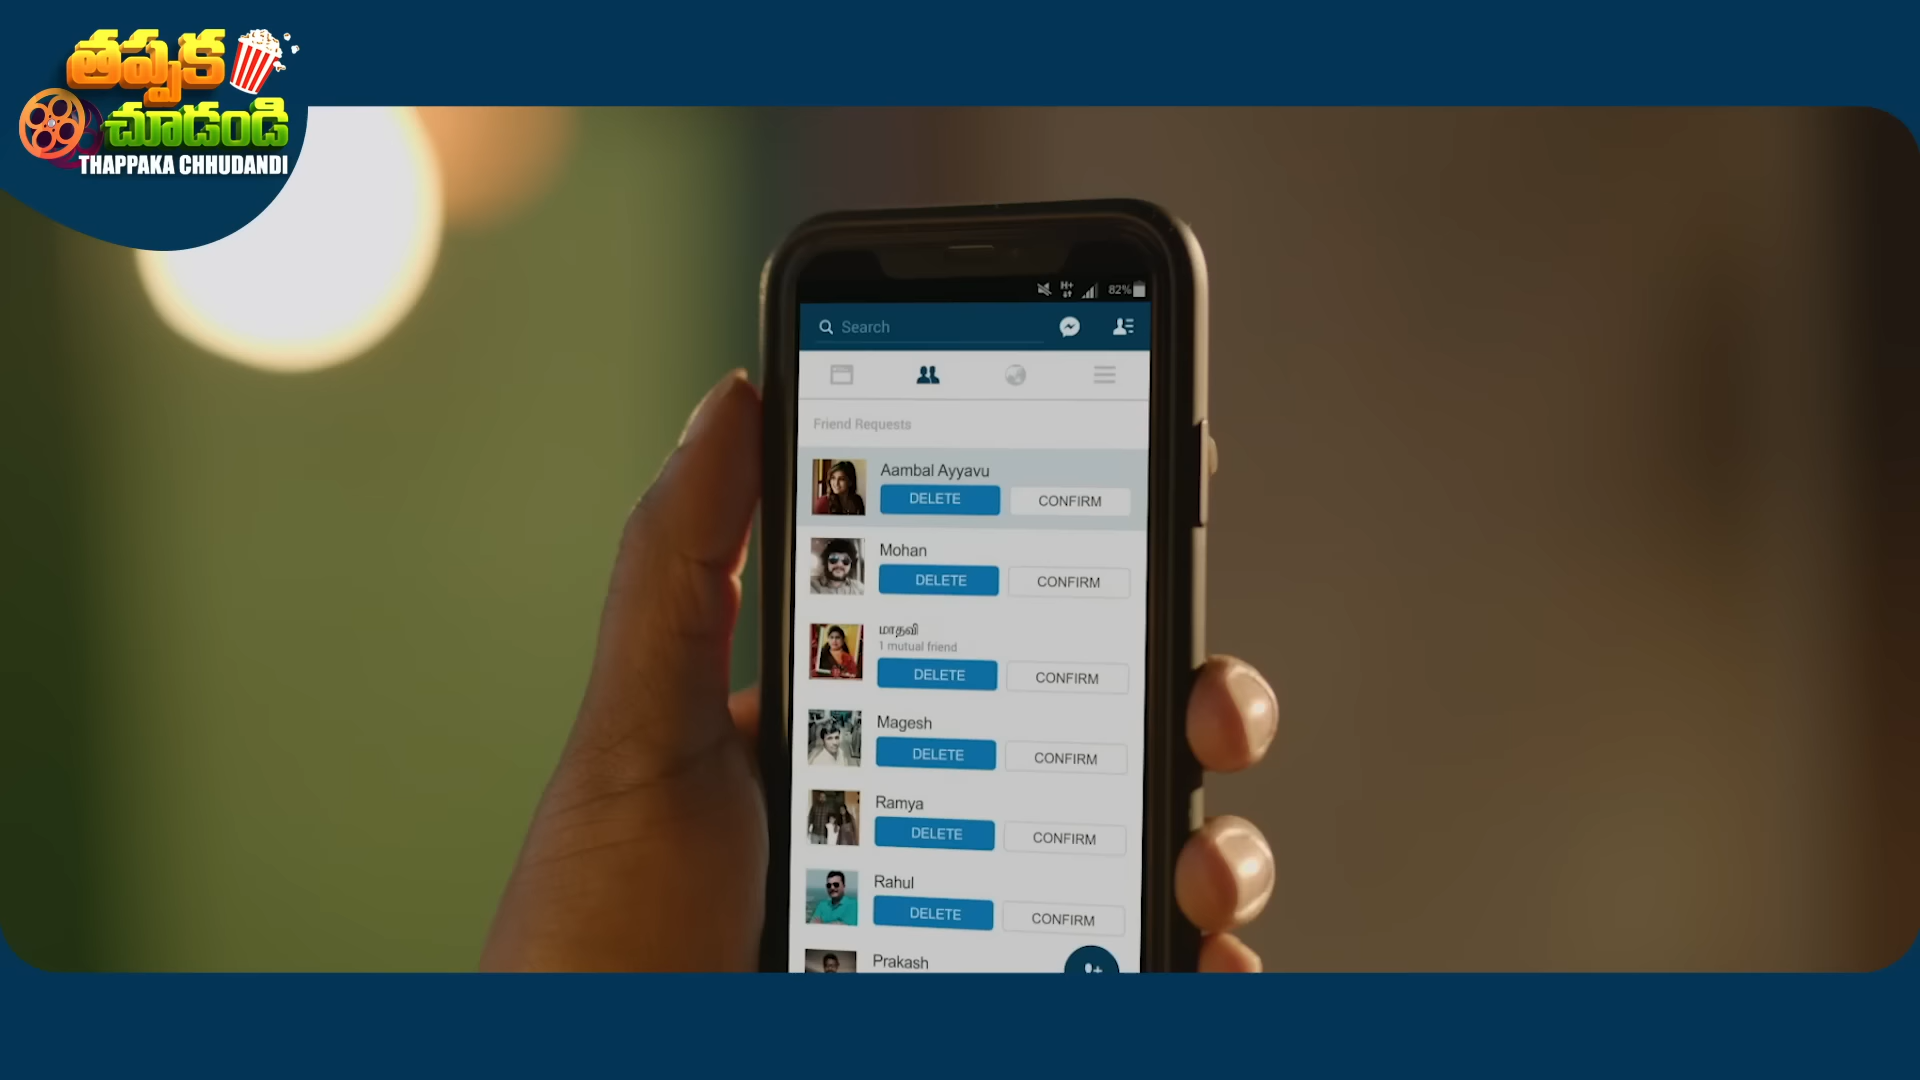 తప్పక
చూడండి
THAPPAKA CHHUDANDI
H+
82%
Search
Friend Requests
Aambal Ayyavu
DELETE CONFIRM
Mohan
DELETE CONFIRM
மாதவி
1 mutual friend
DELETE CONFIRM
Magesh
DELETE CONFIRM
Ramya
DELETE CONFIRM
Rahul
DELETE CONFIRM
Prakash